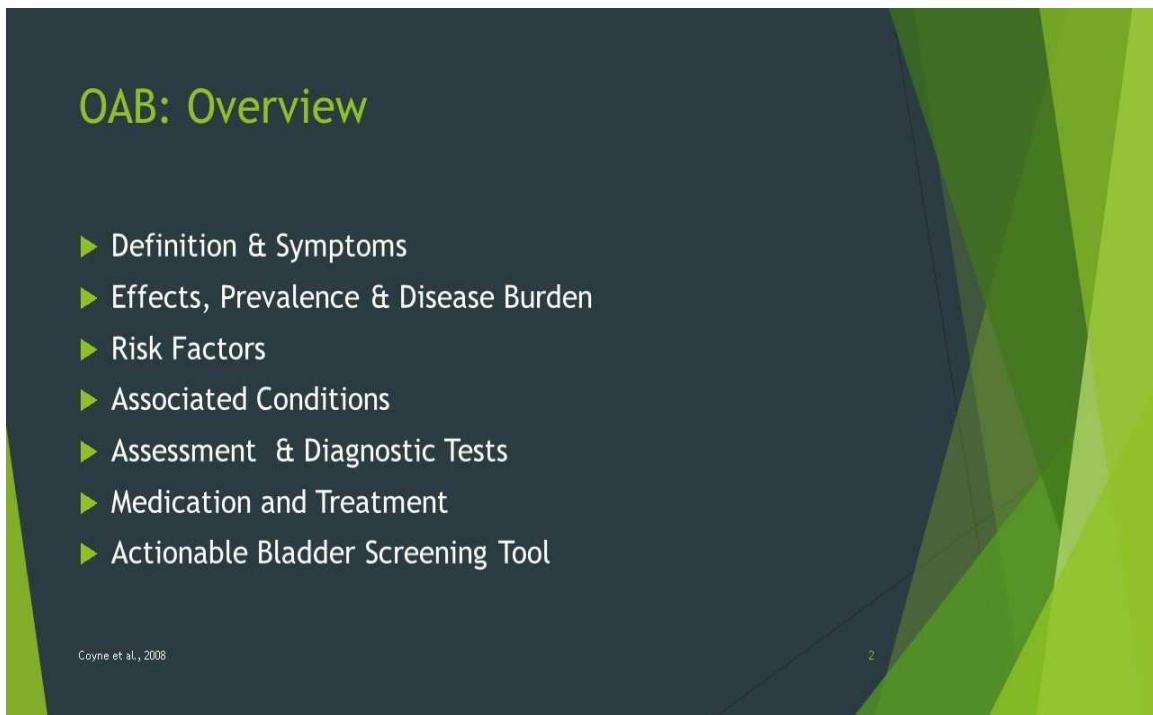 OAB: Overview
Definition & Symptoms
Effects, Prevalence & Disease Burden
Risk Factors
Associated Conditions
Assessment & Diagnostic Tests
Medication and Treatment
Actionable Bladder Screening Tool
Coyne et al., 2008
2